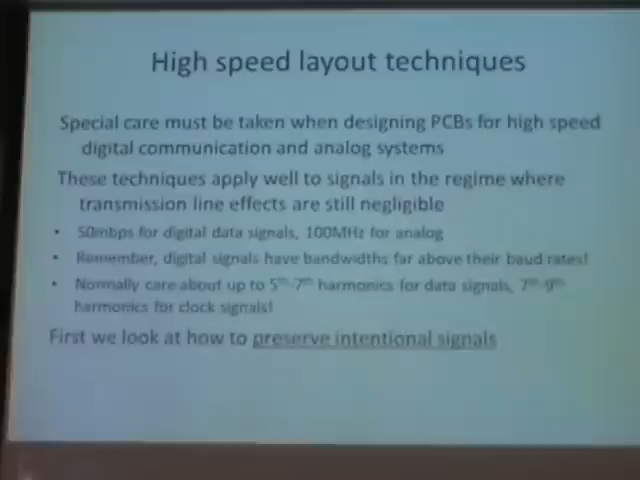 High speed layout techniques
Special care must be taken when designing PCBs for high speed
digital communication and analog systems
These techniques apply well to signals in the regime where
transmission line effects are still negligible
• 50mbps for digital data signals, 100MHz for analog
• Remember, digital signals have bandwidths far above their baud rates!
• Normally care about up to 5th-7th harmonics for data signals, 7th-9th
harmonics for clock signals!
First we look at how to preserve intentional signals